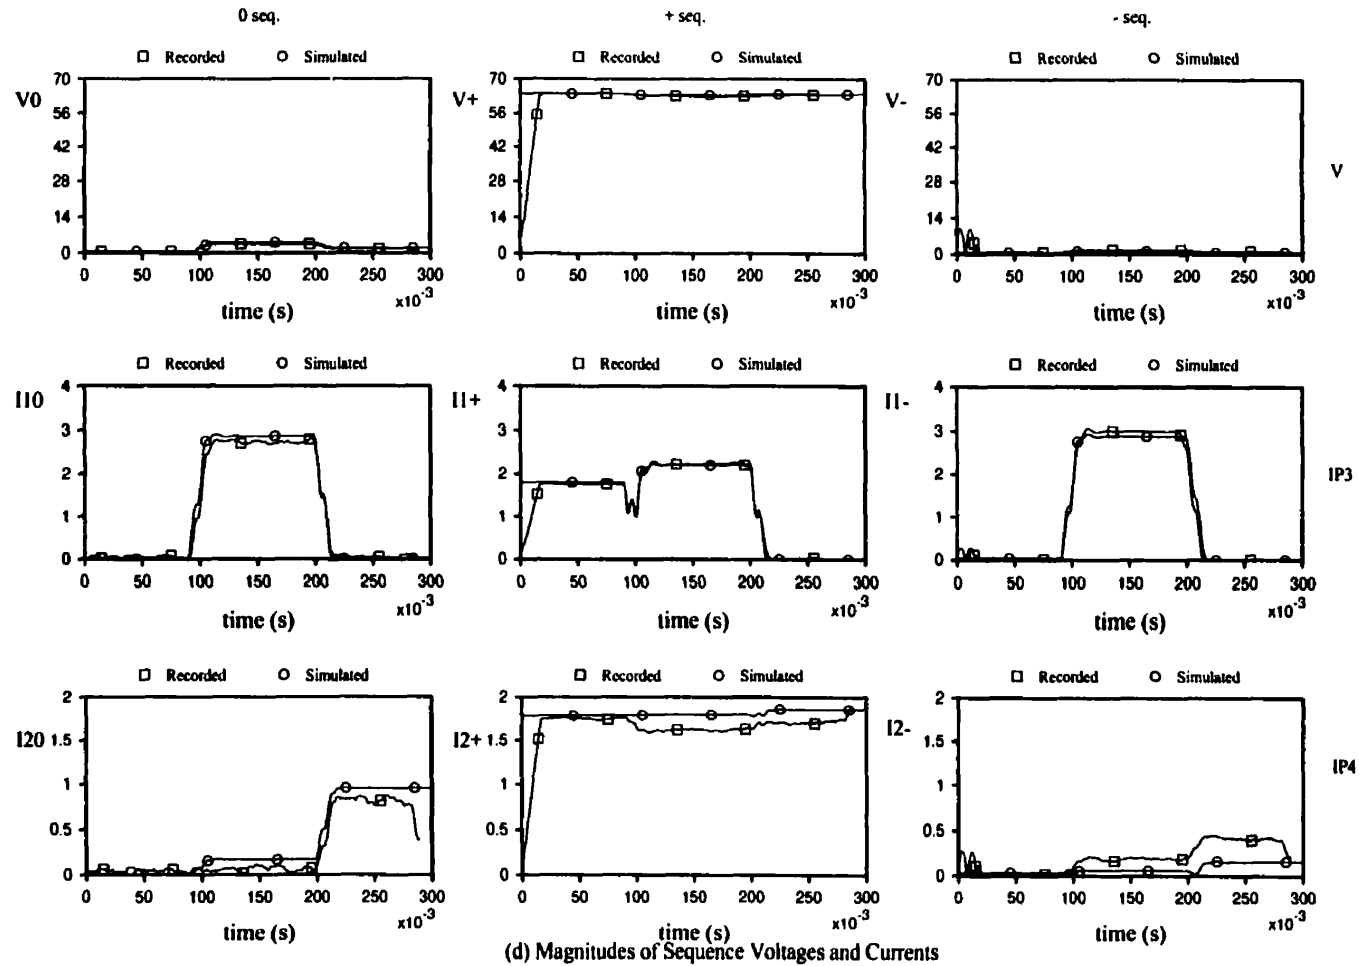 0 seq.
+ seq.
- seq.
Recorded Simulated
Recorded Simulated
Recorded Simulated
V0
70
56
42
28
14
0
0 50 100 150 200 250 300
x10-3
time (s)
V+
70
56
42
28
14
0
0 50 100 150 200 250 300
x10-3
time (s)
V-
70
56
42
28
14
0
0 50 100 150 200 250 300
x10-3
time (s)
V
Recorded Simulated
Recorded Simulated
Recorded Simulated
I10
4
3
2
1
0
0 50 100 150 200 250 300
x10-3
time (s)
I1+
4
3
2
1
0
0 50 100 150 200 250 300
x10-3
time (s)
I1-
4
3
2
1
0
0 50 100 150 200 250 300
x10-3
time (s)
IP3
Recorded Simulated
Recorded Simulated
Recorded Simulated
I20
2
1.5
1
0.5
0
0 50 100 150 200 250 300
x10-3
time (s)
I2+
2
1.5
1
0.5
0
0 50 100 150 200 250 300
x10-3
time (s)
I2-
2
1.5
1
0.5
0
0 50 100 150 200 250 300
x10-3
time (s)
IP4
(d) Magnitudes of Sequence Voltages and Currents